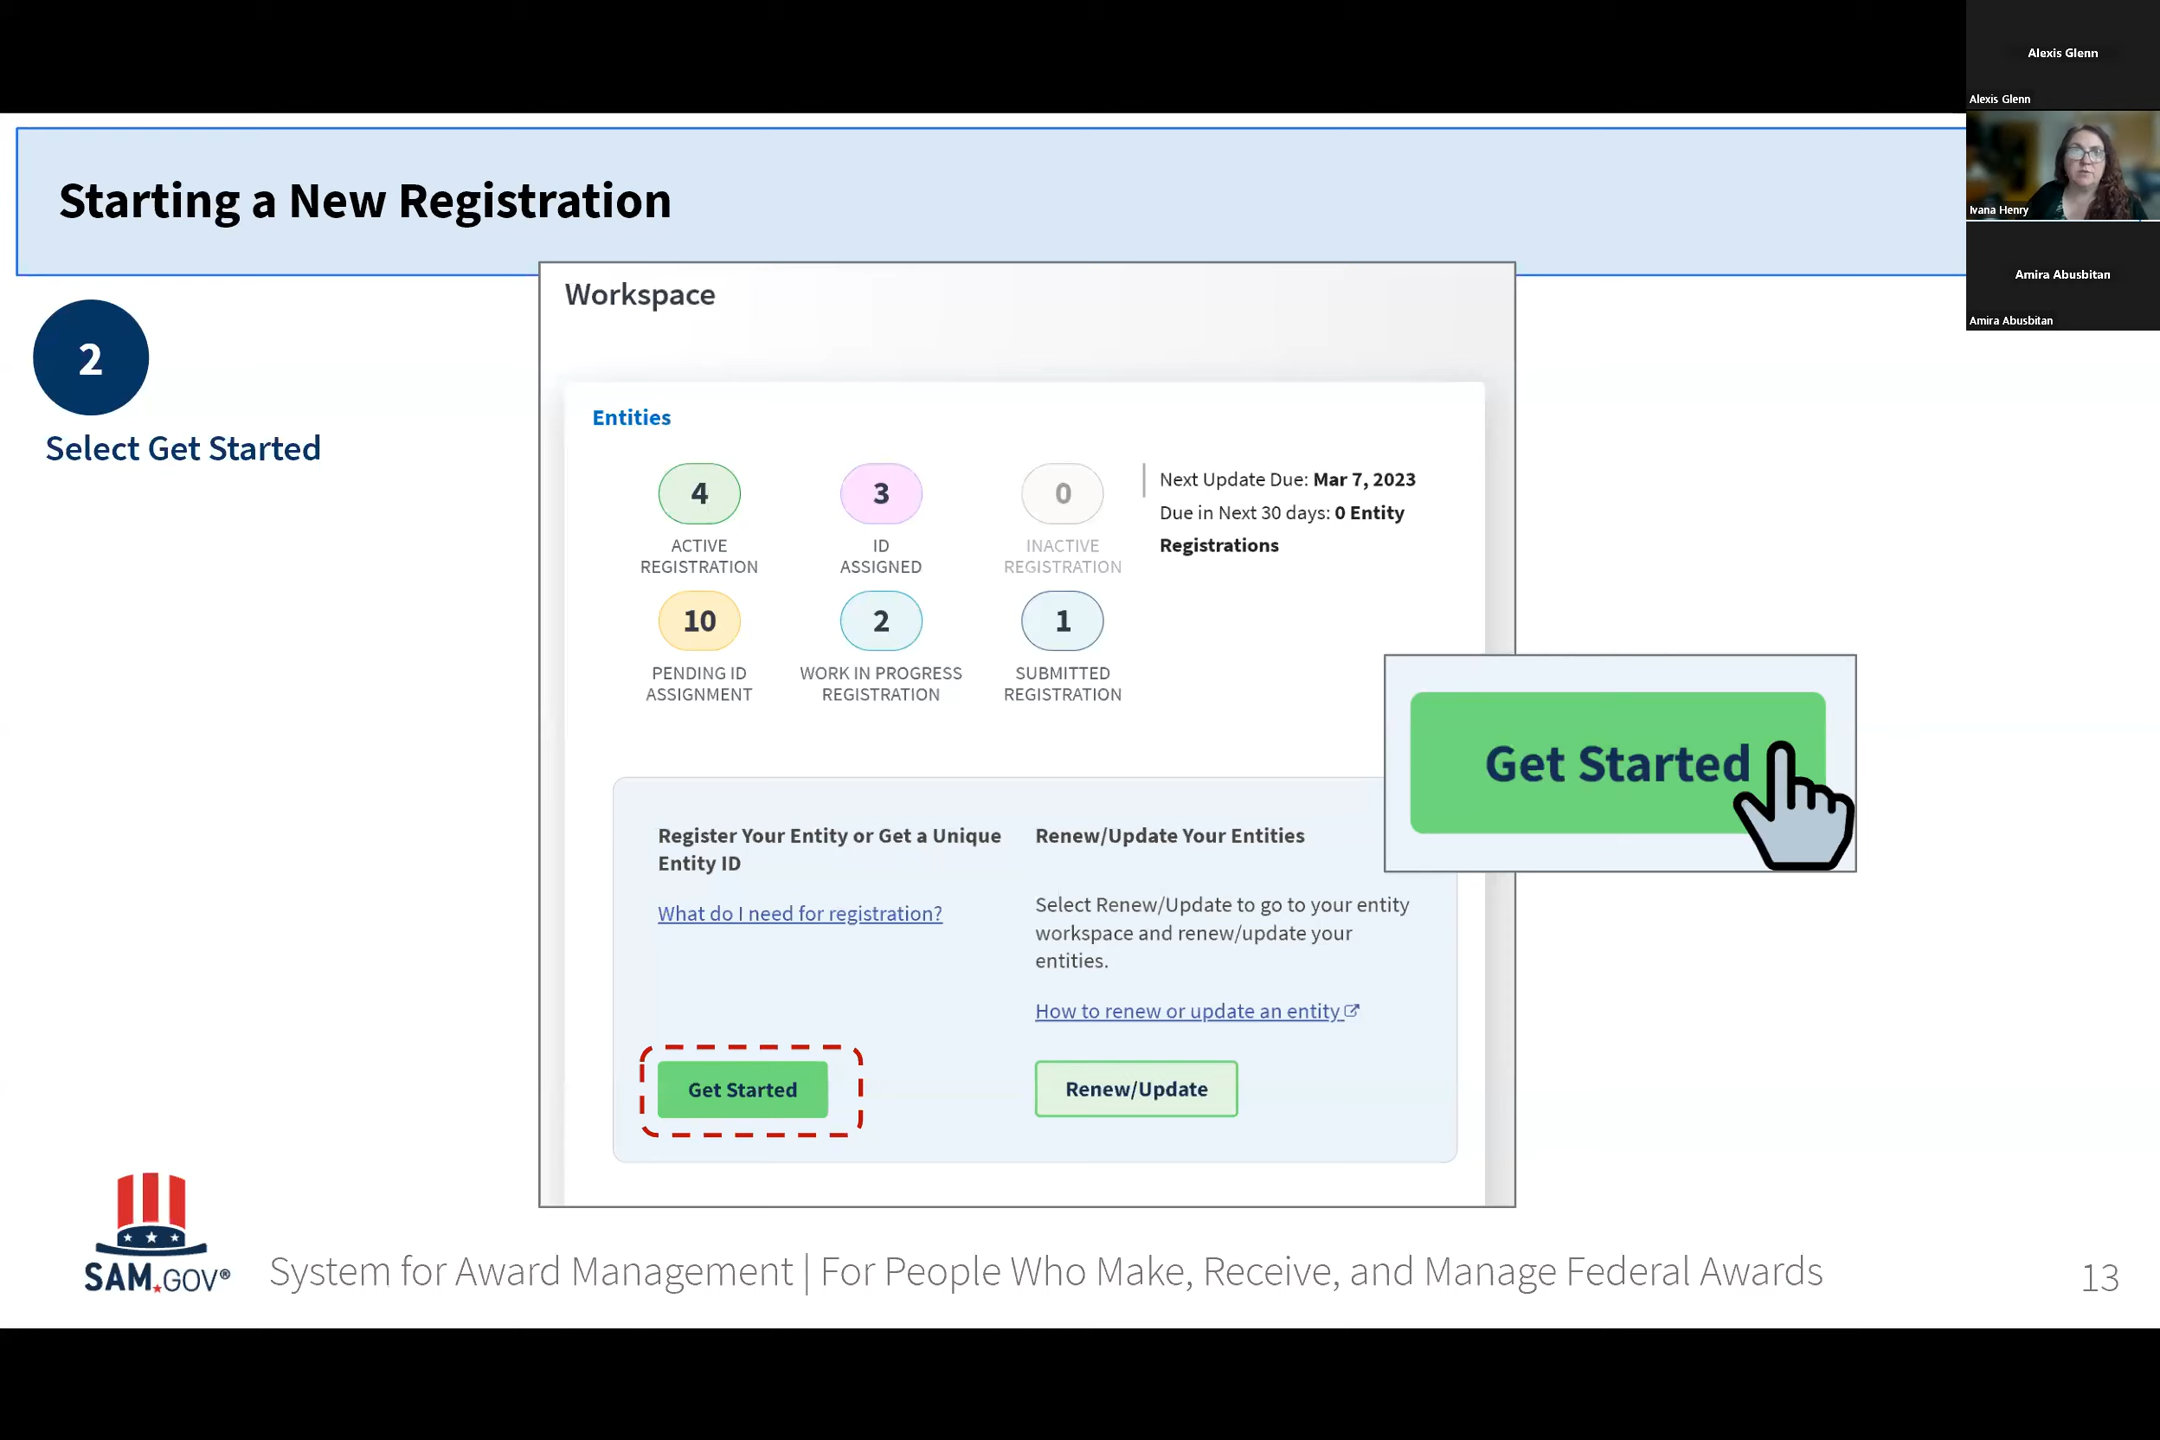 Alexis Glenn
Alexis Glenn
Ivana Henry
Amira Abusbitan
Amira Abusbitan
Starting a New Registration
2
Select Get Started
Workspace
Entities
4
ACTIVE
REGISTRATION
3
ID
ASSIGNED
0
INACTIVE
REGISTRATION
Next Update Due: Mar 7, 2023
Due in Next 30 days: 0 Entity
Registrations
10
PENDING ID
ASSIGNMENT
2
WORK IN PROGRESS
REGISTRATION
1
SUBMITTED
REGISTRATION
Get Started
Register Your Entity or Get a Unique
Entity ID
What do I need for registration?
Get Started
Renew/Update Your Entities
Select Renew/Update to go to your entity
workspace and renew/update your
entities.
How to renew or update an entity
Renew/Update
SAM.GOV®
System for Award Management | For People Who Make, Receive, and Manage Federal Awards
13